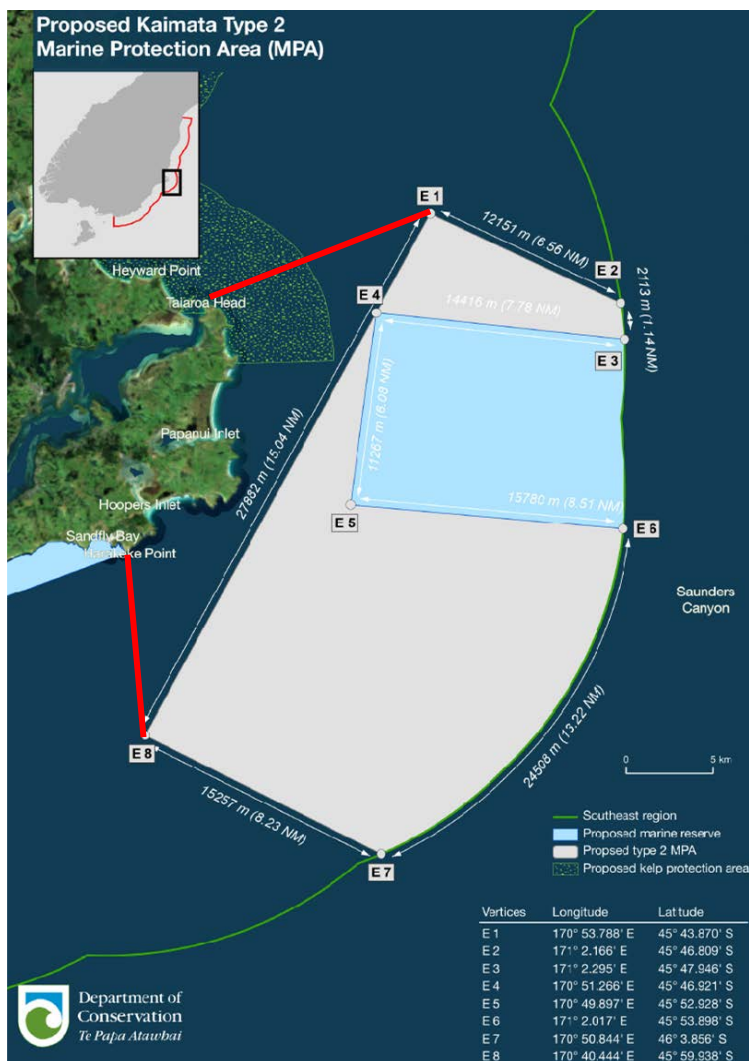 Proposed Kaimata Type 2
Marine Protection Area (MPA)
E 1
12151 m (6.56 NM)
Heyward Point
E 2
2113 m (1.14 NM)
Taiaroa Head
E 4
14416 m (7.78 NM)
E 3
11267 m (6.08 NM)
27882 m (15.04 NM)
Papanui Inlet
15780 m (8.51 NM)
Hoopers Inlet
E 5
E 6
Sandfly Bay
Harakeke Point
Saunders
Canyon
24508 m (13.22 NM)
E 8
0 5 km
15257 m (8.23 NM)
E 7
Southeast region
Proposed marine reserve
Propsed type 2 MPA
Proposed kelp protection area
Vertices Longitude Latitude
E 1 170° 53.788' E 45° 43.870' S
E 2 171° 2.166' E 45° 46.809' S
E 3 171° 2.295' E 45° 47.946' S
E 4 170° 51.266' E 45° 46.921' S
E 5 170° 49.897' E 45° 52.928' S
E 6 171° 2.017' E 45° 53.898' S
E 7 170° 50.844' E 46° 3.856' S
E 8 170° 40.444' E 45° 59.938' S
Department of
Conservation
Te Papa Atawhai